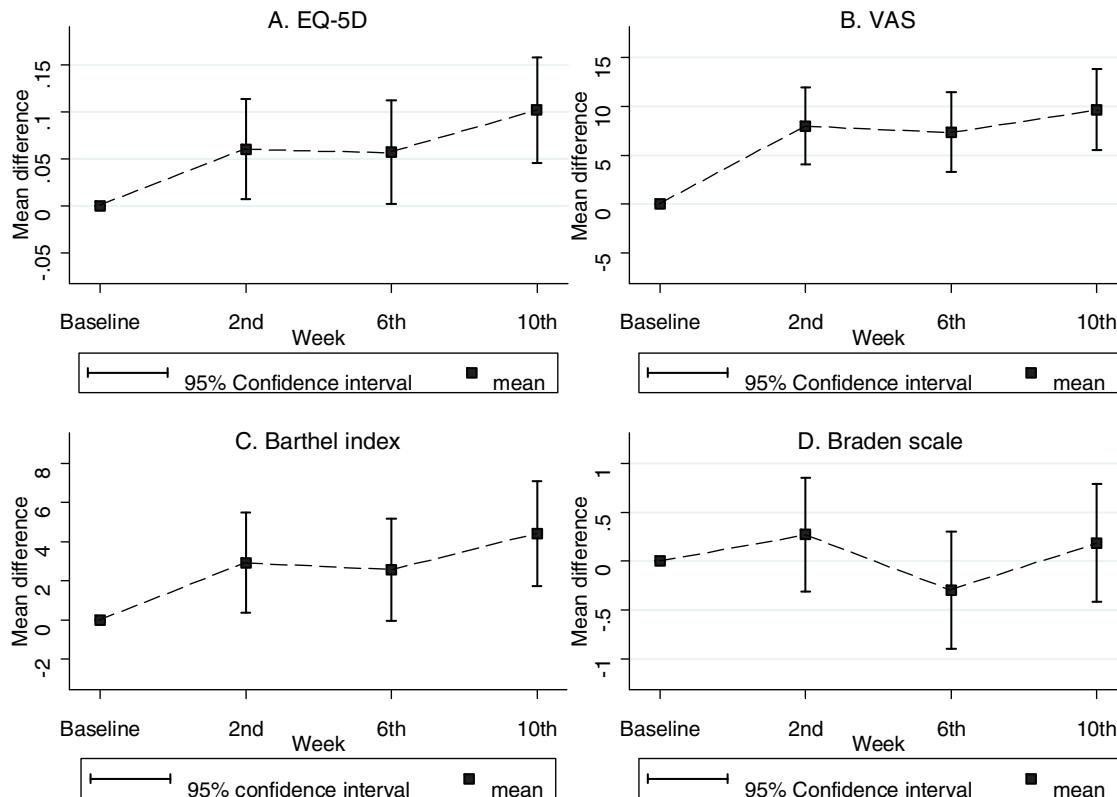 A. EQ-5D
Mean difference
.15
.1
.05
0
-.05
Baseline 2nd 6th 10th
Week
95% Confidence interval mean
B. VAS
Mean difference
15
10
5
0
-5
Baseline 2nd 6th 10th
Week
95% Confidence interval mean
C. Barthel index
Mean difference
8
6
4
2
0
-2
Baseline 2nd 6th 10th
Week
95% confidence interval mean
D. Braden scale
Mean difference
1
.5
0
-.5
-1
Baseline 2nd 6th 10th
Week
95% Confidence interval mean